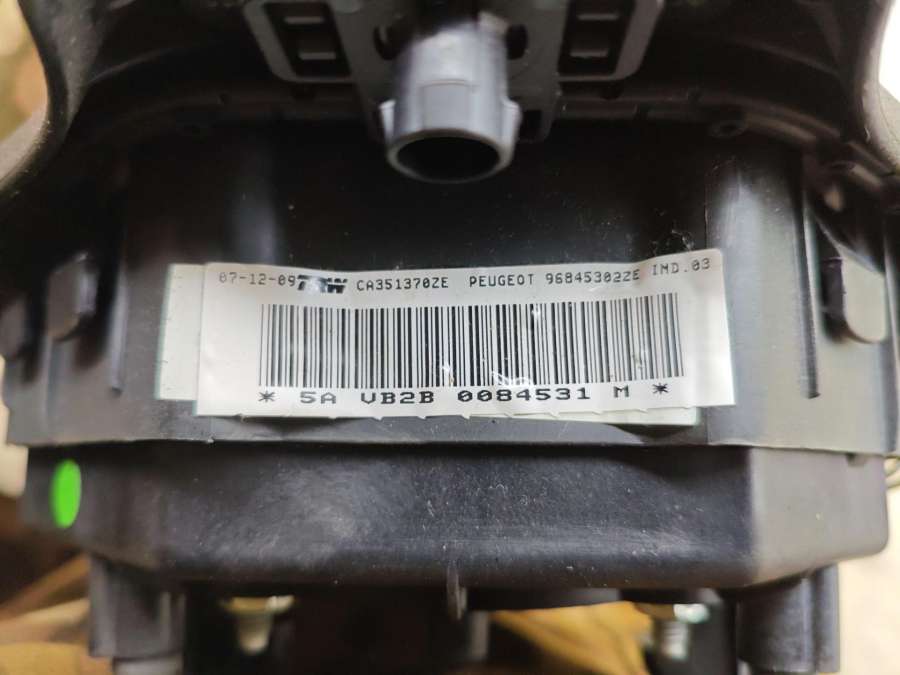 07-12-09 TRW CA351370ZE PEUGEOT 96845302ZE IND.03
* 5A VB2B 0084531 M *